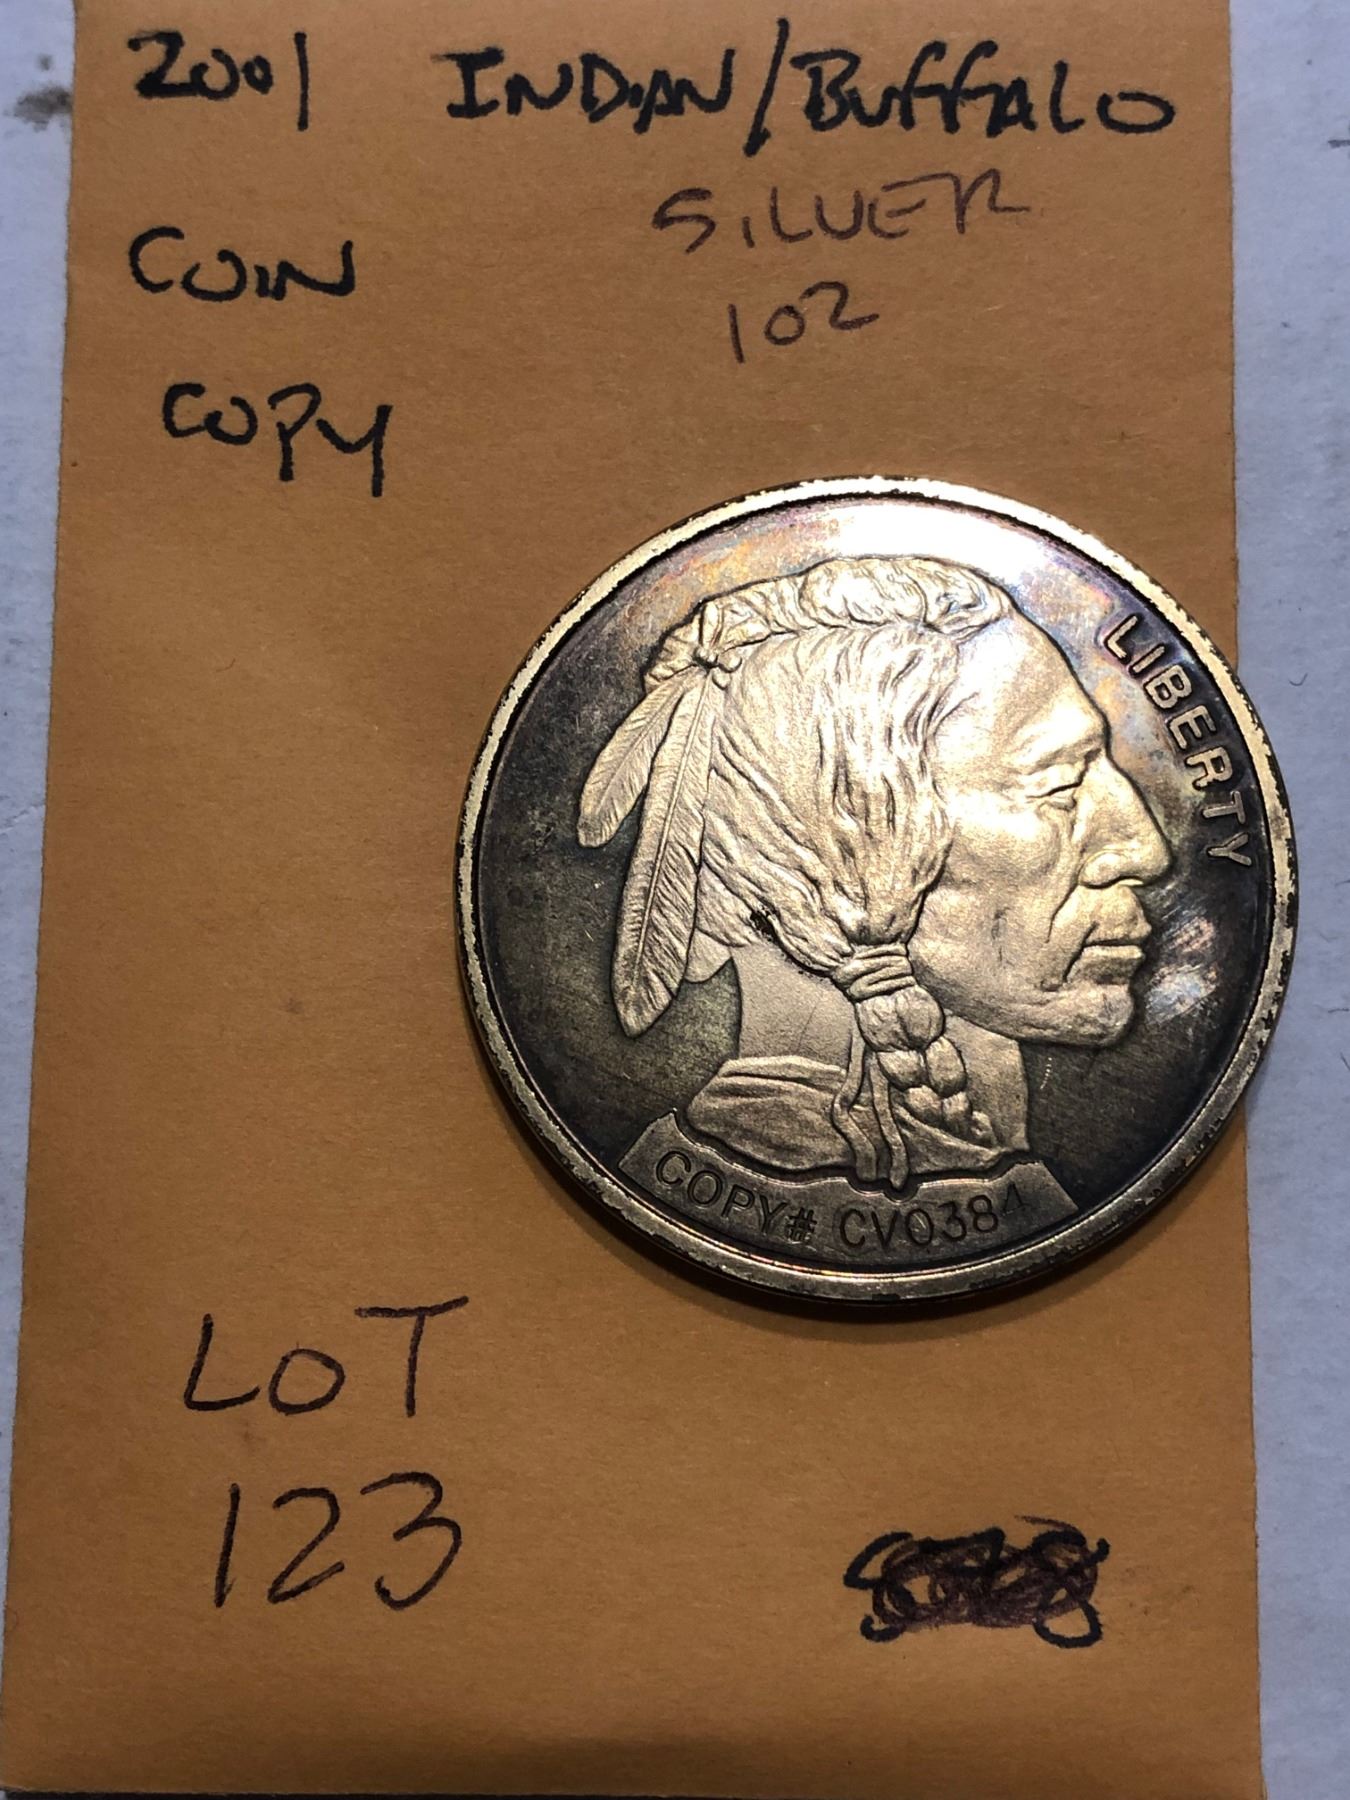 2001 INDIAN/BUFFALO
SILVER
COIN
1OZ
COPY
LIBERTY
COPY# CV0384
LOT
123